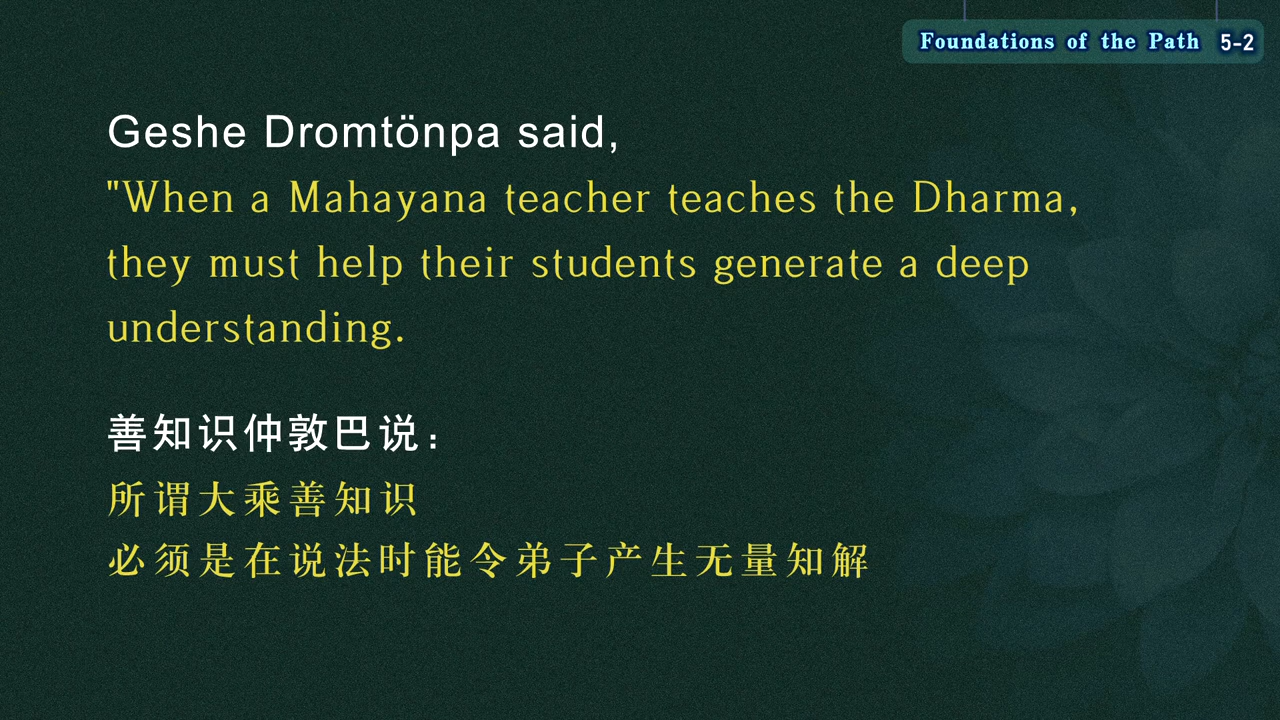 Foundations of the Path 5-2
Geshe Dromtönpa said,
"When a Mahayana teacher teaches the Dharma,
they must help their students generate a deep
understanding.
善知识仲敦巴说：
所谓大乘善知识
必须是在说法时能令弟子产生无量知解